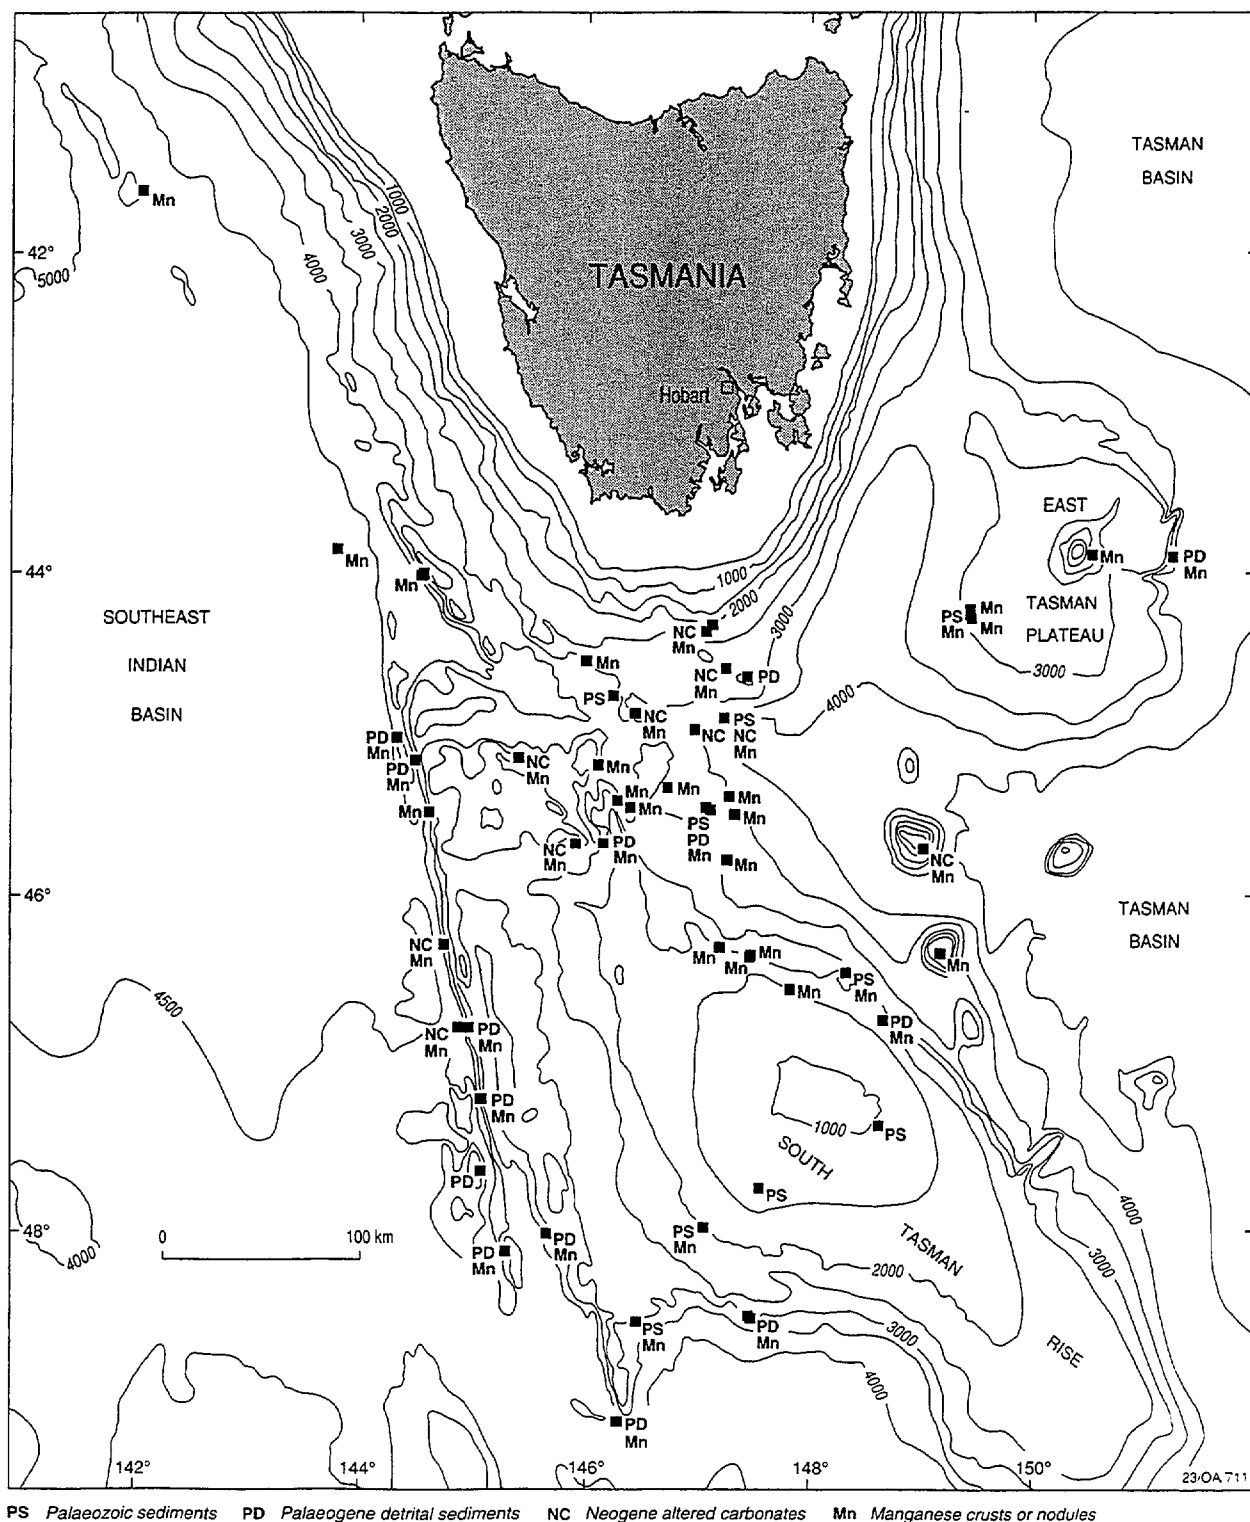 TASMAN
BASIN
1000
2000
3000
4000
5000
Mn
42°
TASMANIA
Hobart
EAST
Mn
PD
Mn
Mn
44°
Mn
1000
2000
3000
Mn
PS
Mn
Mn
TASMAN
PLATEAU
3000
SOUTHEAST
INDIAN
BASIN
NC
Mn
Mn
NC
Mn
PD
PS
NC
Mn
4000
PS
NC
NC
Mn
PD
Mn
PD
Mn
NC
Mn
Mn
Mn
Mn
Mn
Mn
Mn
Mn
PS
PD
Mn
Mn
NC
Mn
PD
Mn
NC
Mn
46°
TASMAN
BASIN
NC
Mn
Mn
Mn
Mn
Mn
PS
Mn
Mn
4500
PD
Mn
NC
Mn
PD
Mn
PD
Mn
1000
PS
SOUTH
PD
PS
48°
0
100 km
PS
Mn
TASMAN
4000
4000
PD
Mn
PD
Mn
2000
3000
PS
Mn
PD
Mn
3000
RISE
4000
PD
Mn
142°
144°
146°
148°
150°
23/OA 711
PS Palaeozoic sediments PD Palaeogene detrital sediments NC Neogene altered carbonates Mn Manganese crusts or nodules